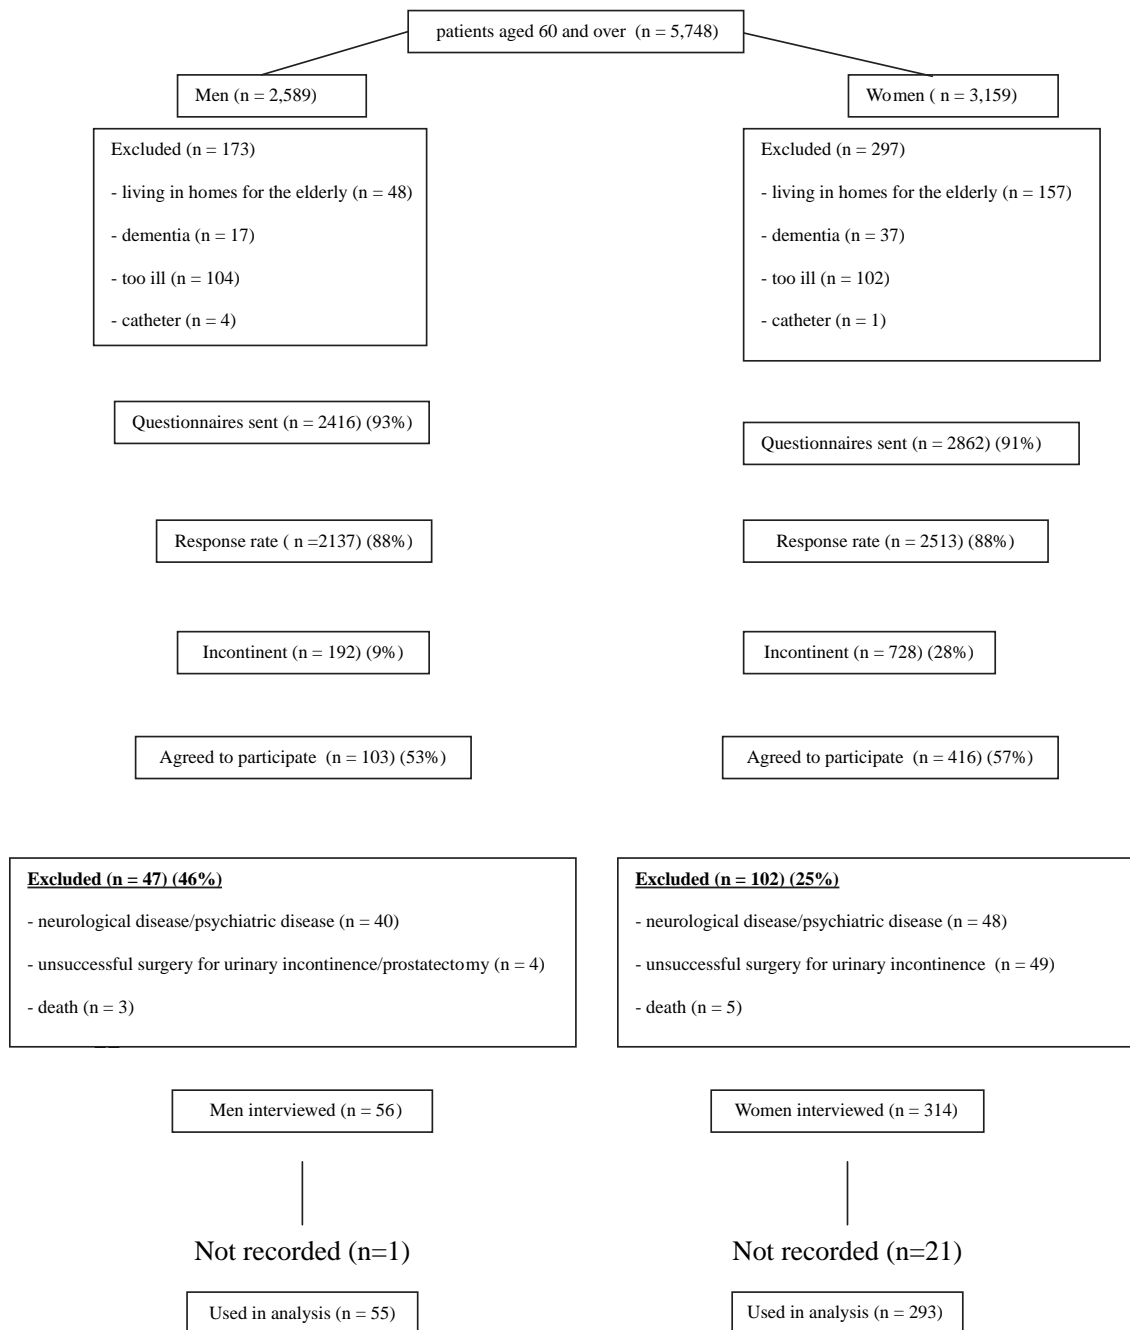 patients aged 60 and over (n = 5,748)
Men (n = 2,589)
Women ( n = 3,159)
Excluded (n = 173)
- living in homes for the elderly (n = 48)
- dementia (n = 17)
- too ill (n = 104)
- catheter (n = 4)
Excluded (n = 297)
- living in homes for the elderly (n = 157)
- dementia (n = 37)
- too ill (n = 102)
- catheter (n = 1)
Questionnaires sent (n = 2416) (93%)
Questionnaires sent (n = 2862) (91%)
Response rate ( n =2137) (88%)
Response rate (n = 2513) (88%)
Incontinent (n = 192) (9%)
Incontinent (n = 728) (28%)
Agreed to participate (n = 103) (53%)
Agreed to participate (n = 416) (57%)
Excluded (n = 47) (46%)
- neurological disease/psychiatric disease (n = 40)
- unsuccessful surgery for urinary incontinence/prostatectomy (n = 4)
- death (n = 3)
Excluded (n = 102) (25%)
- neurological disease/psychiatric disease (n = 48)
- unsuccessful surgery for urinary incontinence (n = 49)
- death (n = 5)
Men interviewed (n = 56)
Women interviewed (n = 314)
Not recorded (n=1)
Not recorded (n=21)
Used in analysis (n = 55)
Used in analysis (n = 293)